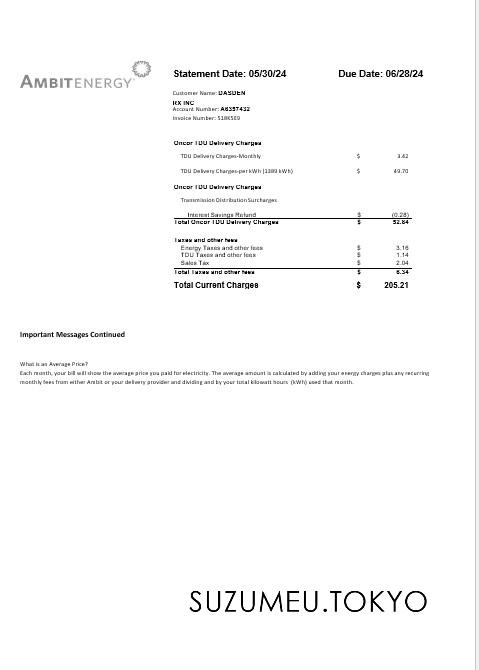 AMBITENERGY
Statement Date: 05/30/24 Due Date: 06/28/24
Customer Name: DASDEN
RX INC
Account Number: A6357432
Invoice Number: 518K5E9
Oncor TDU Delivery Charges
TDU Delivery Charges-Monthly $ 3.42
TDU Delivery Charges-per kWh (1389 kWh) $ 49.70
Oncor TDU Delivery Charges
Transmission Distribution Surcharges
Interest Savings Refund $ (0.28)
Total Oncor TDU Delivery Charges $ 52.84
Taxes and other fees
Energy Taxes and other fees $ 3.16
TDU Taxes and other fees $ 1.14
Sales Tax $ 2.04
Total Taxes and other fees $ 6.34
Total Current Charges $ 205.21
Important Messages Continued
What is an Average Price?
Each month, your bill will show the average price you paid for electricity. The average amount is calculated by adding your energy charges plus any recurring
monthly fees from either Ambit or your delivery provider and dividing and by your total kilowatt hours (kWh) used that month.
SUZUMEU.TOKYO